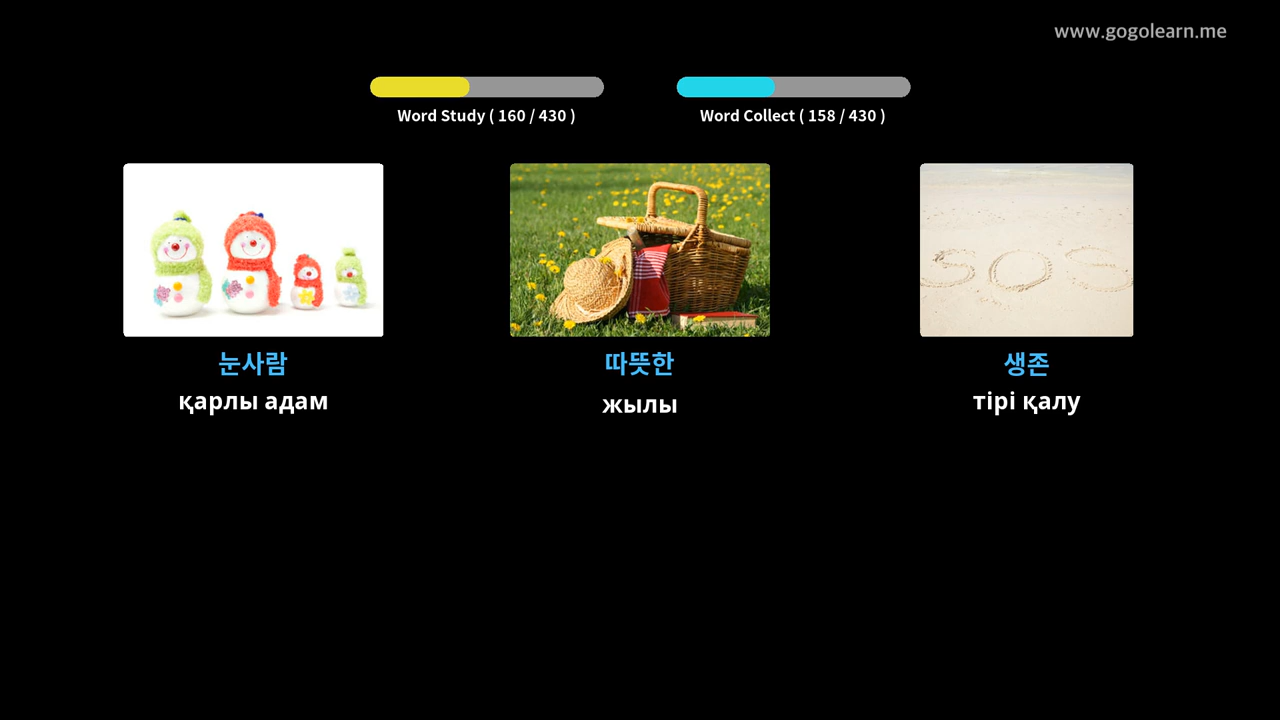 www.gogolearn.me
Word Study ( 160 / 430 )
Word Collect ( 158 / 430 )
SOS
눈사람
따뜻한
생존
қарлы адам
жылы
тірі қалу